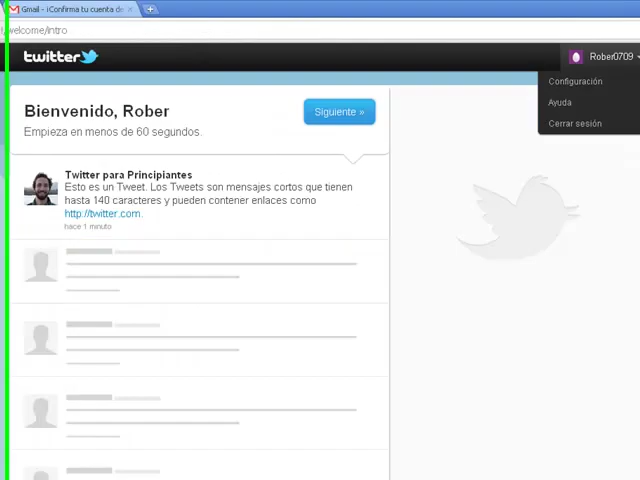 Gmail - ¡Confirma tu cuenta de
/welcome/intro
twitter
Rober0709
Configuración
Ayuda
Cerrar sesión
Bienvenido, Rober
Siguiente »
Empieza en menos de 60 segundos.
Twitter para Principiantes
Esto es un Tweet. Los Tweets son mensajes cortos que tienen
hasta 140 caracteres y pueden contener enlaces como
http://twitter.com.
hace 1 minuto